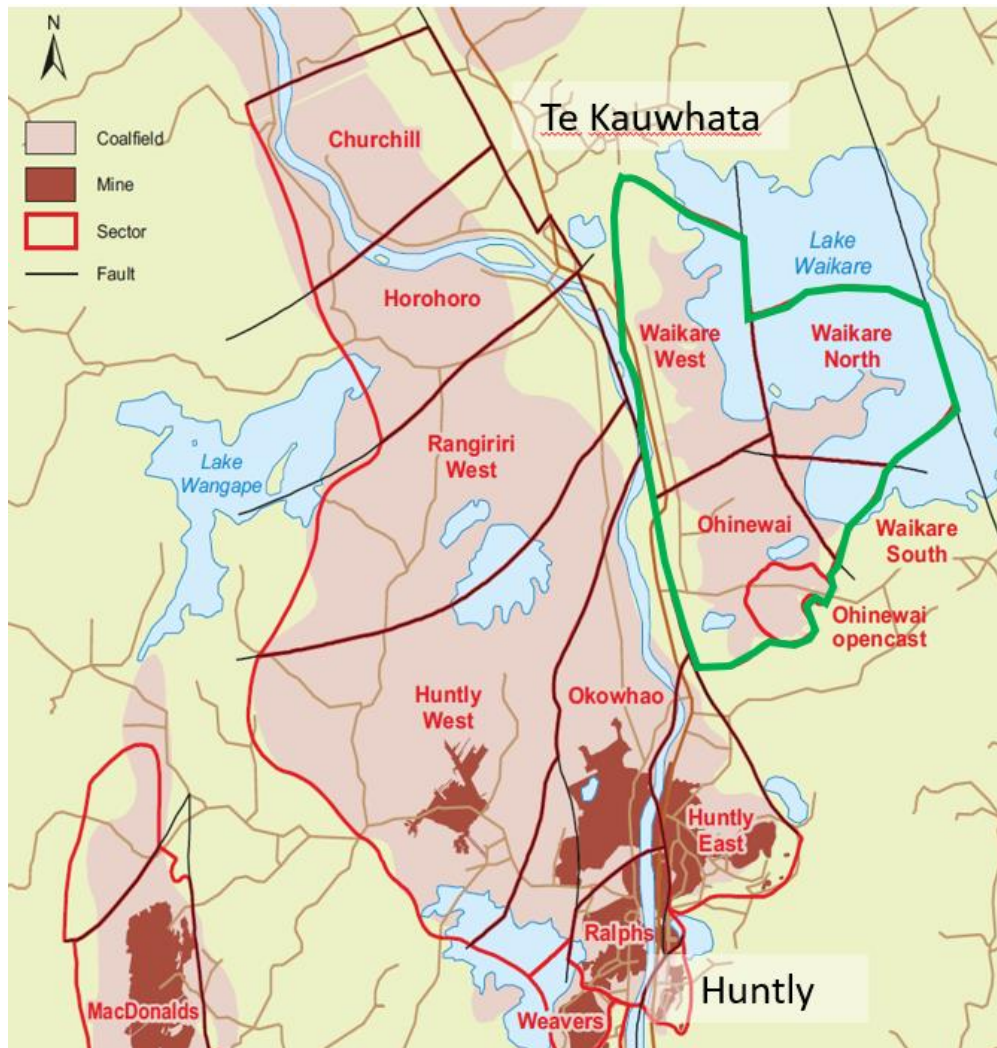 N
Coalfield
Mine
Sector
Fault
Te Kauwhata
Churchill
Lake
Waikare
Horohoro
Waikare
West
Waikare
North
Rangiriri
West
Lake
Wangape
Ohinewai
Waikare
South
Ohinewai
opencast
Huntly
West
Okowhao
Huntly
East
Ralphs
Huntly
MacDonalds
Weavers